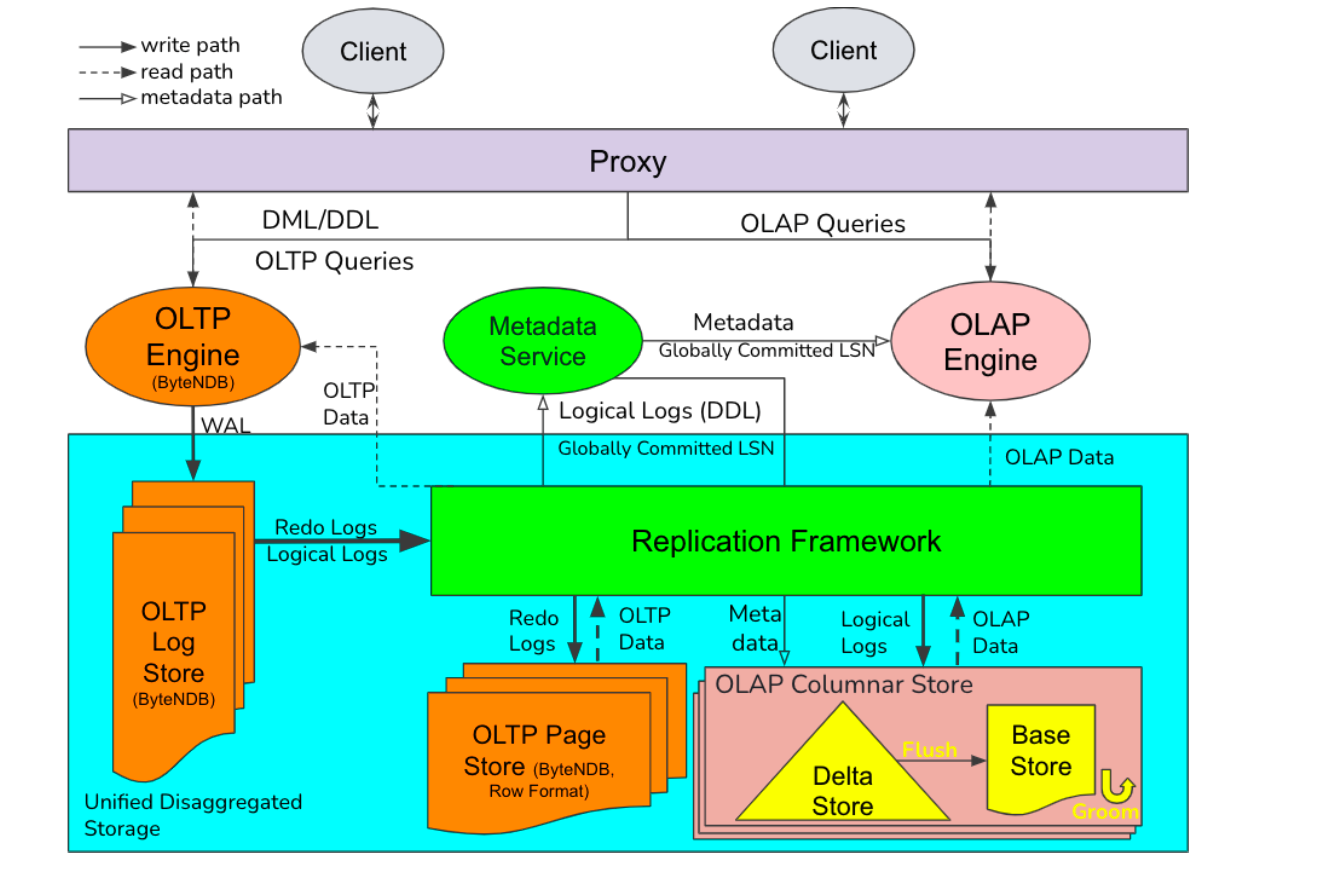 Client
Client
write path
read path
metadata path
Proxy
DML/DDL
OLAP Queries
OLTP Queries
OLTP
Engine
(ByteNDB)
Metadata
Service
Metadata
Globally Committed LSN
OLAP
Engine
OLTP
Data
WAL
Logical Logs (DDL)
Globally Committed LSN
OLAP Data
Redo Logs
Logical Logs
Replication Framework
OLTP
Log
Store
(ByteNDB)
Redo
Logs
OLTP
Data
Meta
data
Logical
Logs
OLAP
Data
OLAP Columnar Store
OLTP Page
Store (ByteNDB,
Row Format)
Delta
Store
Flush
Base
Store
Groom
Unified Disaggregated
Storage